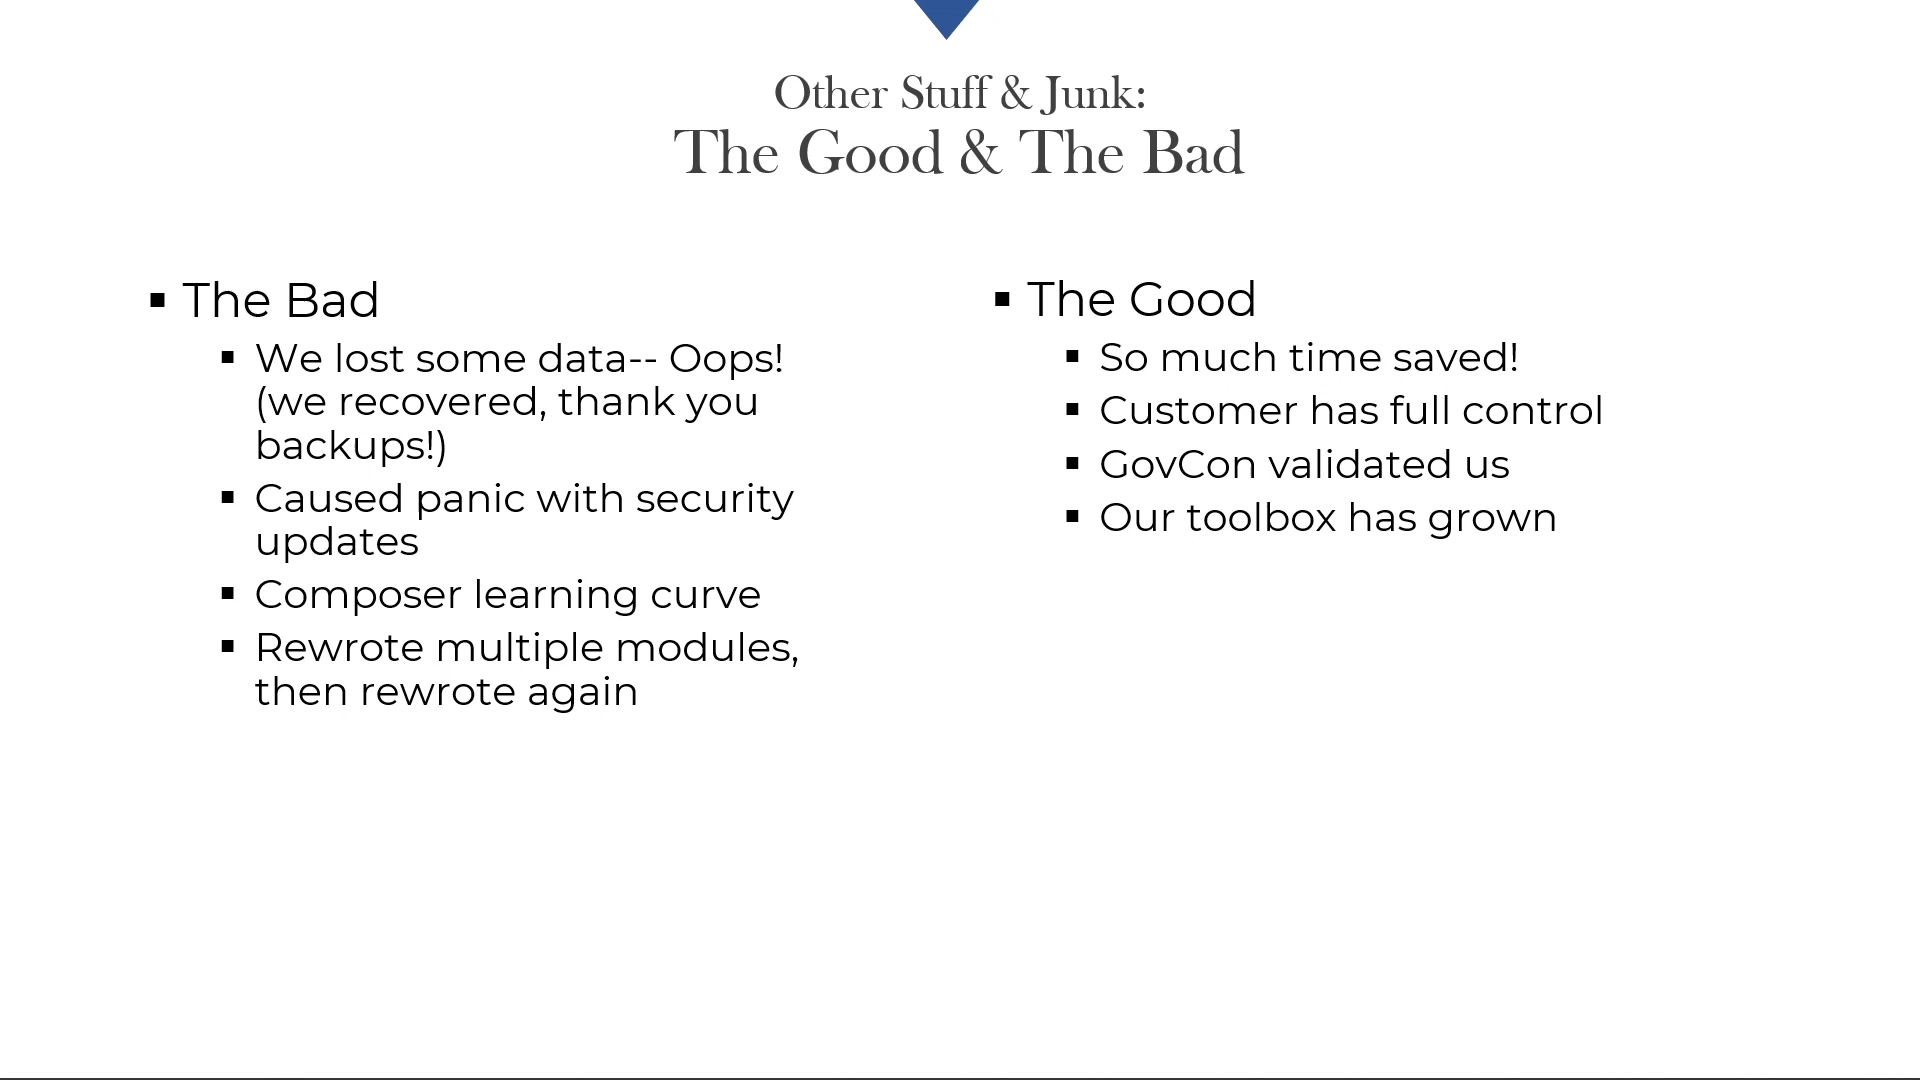 Other Stuff & Junk:
The Good & The Bad
▪ The Bad
▪ We lost some data-- Oops!
(we recovered, thank you
backups!)
▪ Caused panic with security
updates
▪ Composer learning curve
▪ Rewrote multiple modules,
then rewrote again
▪ The Good
▪ So much time saved!
▪ Customer has full control
▪ GovCon validated us
▪ Our toolbox has grown